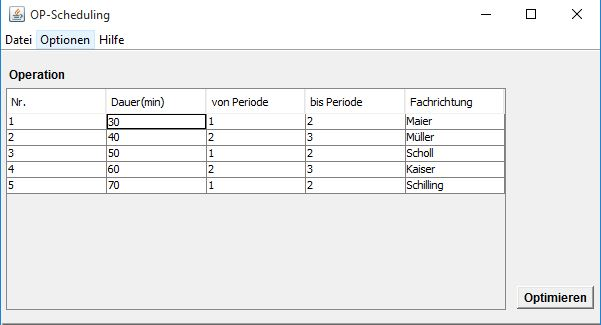 OP-Scheduling
Datei Optionen Hilfe
Operation
Nr. Dauer(min) von Periode bis Periode Fachrichtung
1 30 1 2 Maier
2 40 2 3 Müller
3 50 1 2 Scholl
4 60 2 3 Kaiser
5 70 1 2 Schilling
Optimieren